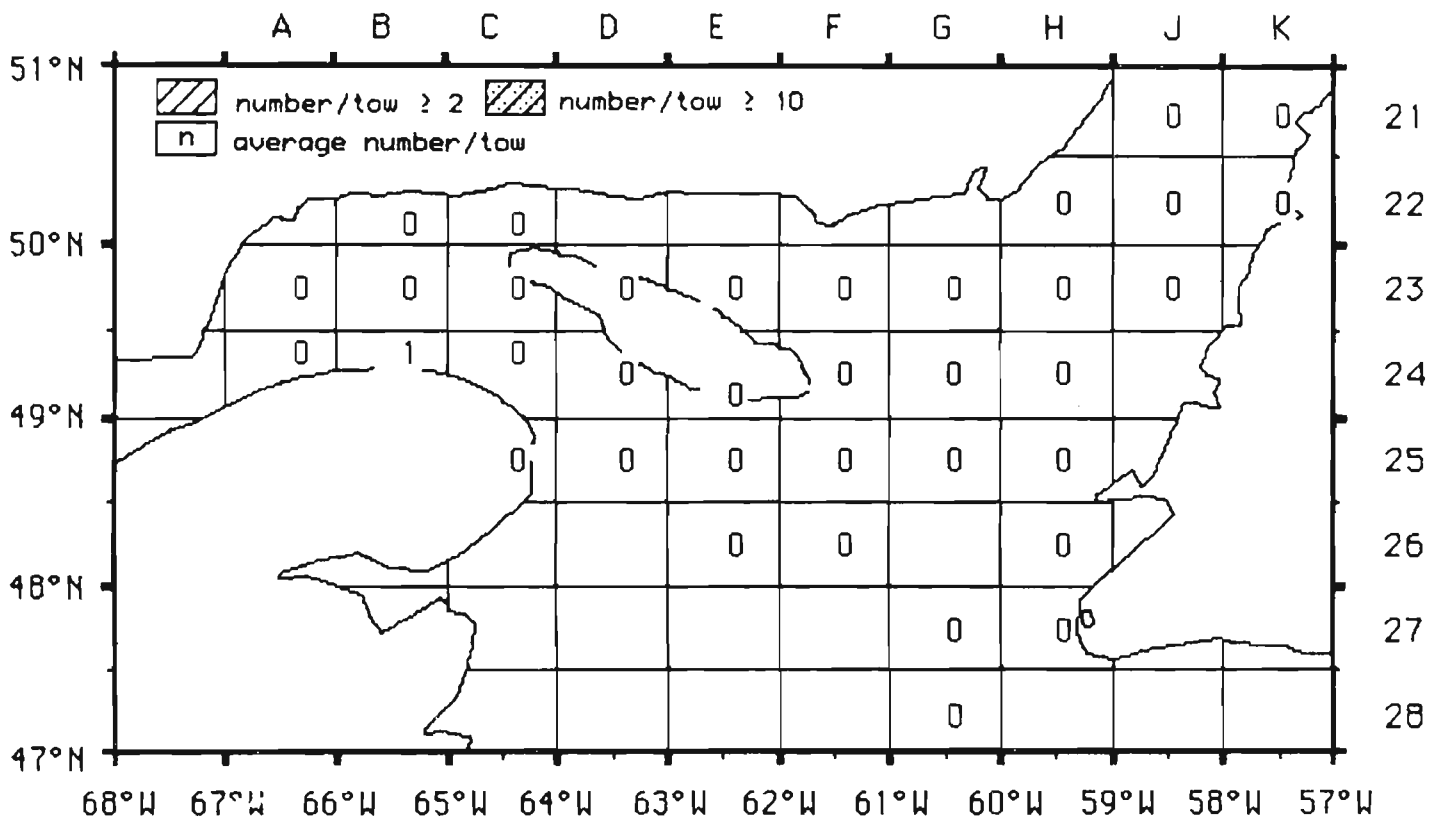 A B C D E F G H J K
51°N
number/tow ≥ 2 number/tow ≥ 10
n average number/tow
0 0 21
0 0 0 0 0 22
50°N
0 0 0 0 0 0 0 0 0 23
0 1 0 0 0 0 0 0 24
49°N
0 0 0 0 0 0 25
0 0 0 26
48°N
0 0 27
0 28
47°N
68°W 67°W 66°W 65°W 64°W 63°W 62°W 61°W 60°W 59°W 58°W 57°W